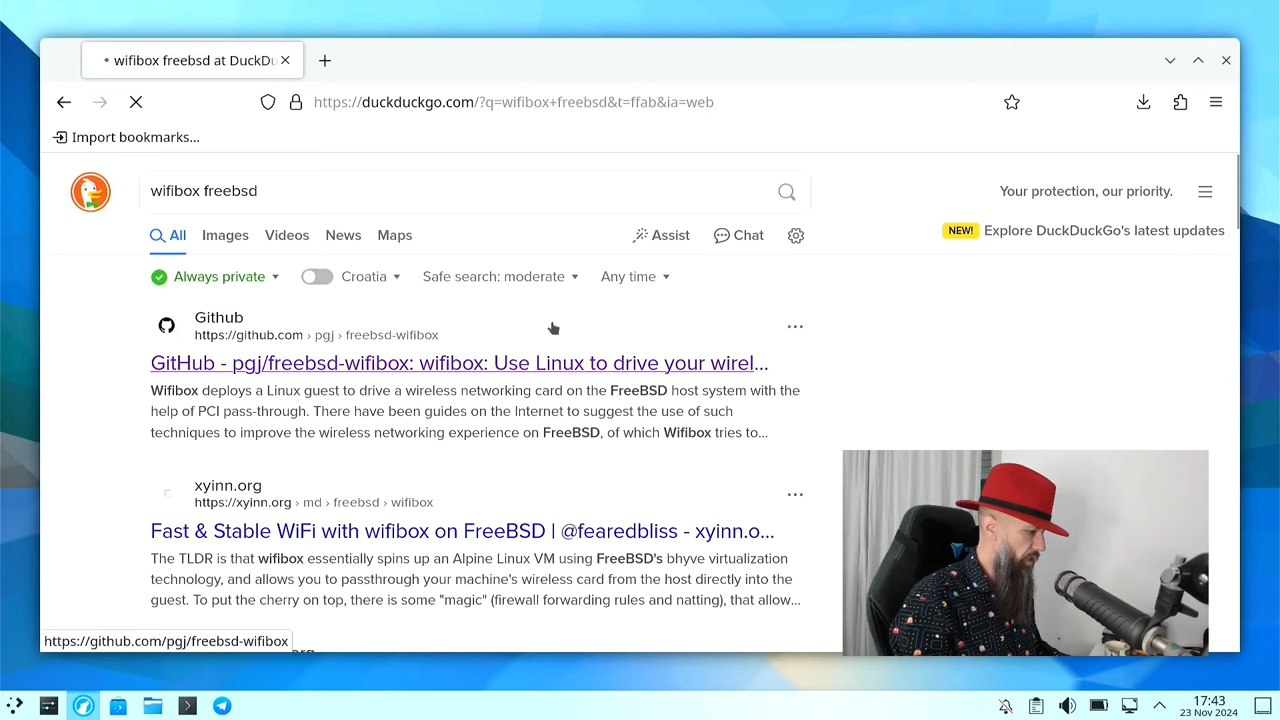 wifibox freebsd at DuckDu
https://duckduckgo.com/?q=wifibox+freebsd&t=ffab&ia=web
Import bookmarks...
wifibox freebsd
Your protection, our priority.
All Images Videos News Maps Assist Chat
NEW! Explore DuckDuckGo's latest updates
Always private Croatia Safe search: moderate Any time
Github
https://github.com › pgj › freebsd-wifibox
GitHub - pgj/freebsd-wifibox: wifibox: Use Linux to drive your wirel...
Wifibox deploys a Linux guest to drive a wireless networking card on the FreeBSD host system with the
help of PCI pass-through. There have been guides on the Internet to suggest the use of such
techniques to improve the wireless networking experience on FreeBSD, of which Wifibox tries to...
xyinn.org
https://xyinn.org › md › freebsd › wifibox
Fast & Stable WiFi with wifibox on FreeBSD | @fearedbliss - xyinn.o...
The TLDR is that wifibox essentially spins up an Alpine Linux VM using FreeBSD's bhyve virtualization
technology, and allows you to passthrough your machine's wireless card from the host directly into the
guest. To put the cherry on top, there is some "magic" (firewall forwarding rules and natting), that allow...
https://github.com/pgj/freebsd-wifibox
17:43
23 Nov 2024